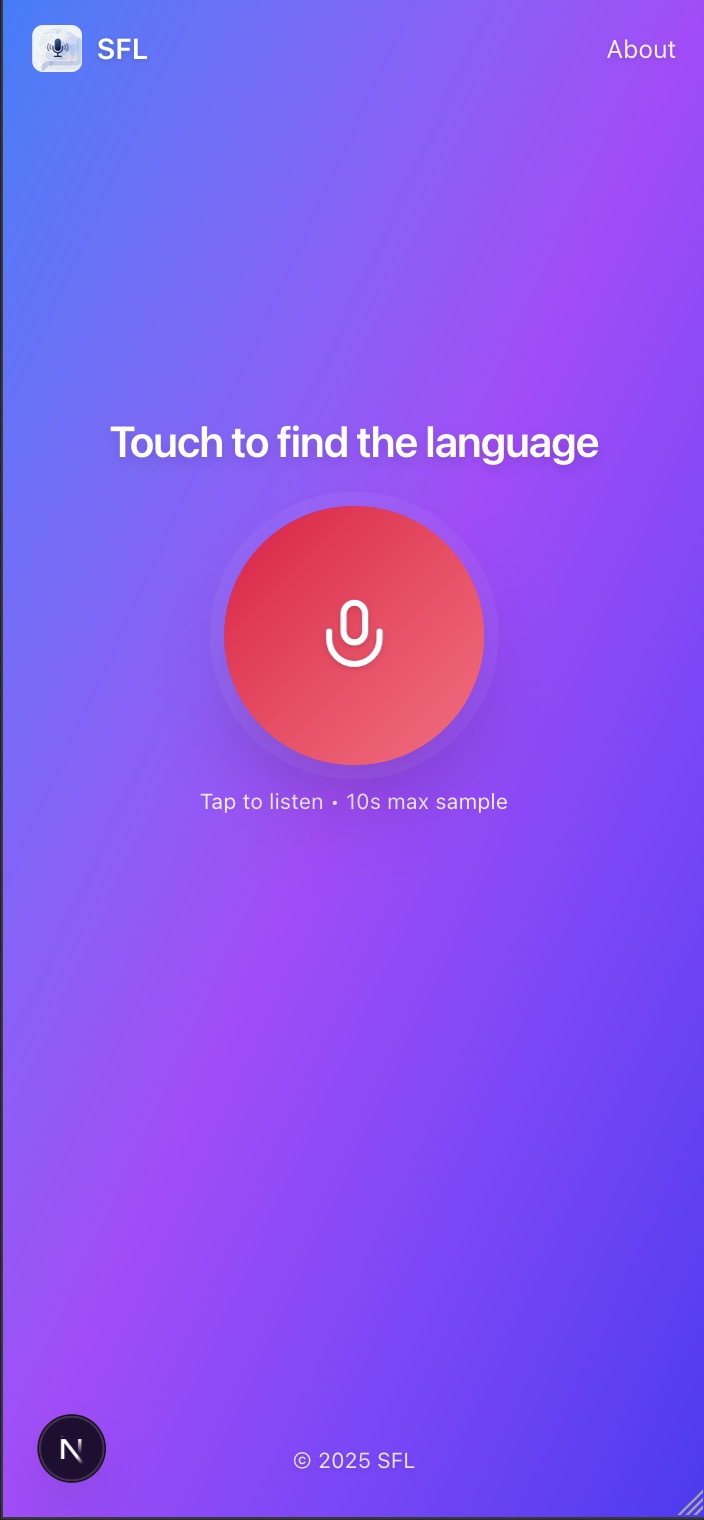 SFL
About
Touch to find the language
Tap to listen • 10s max sample
N
© 2025 SFL